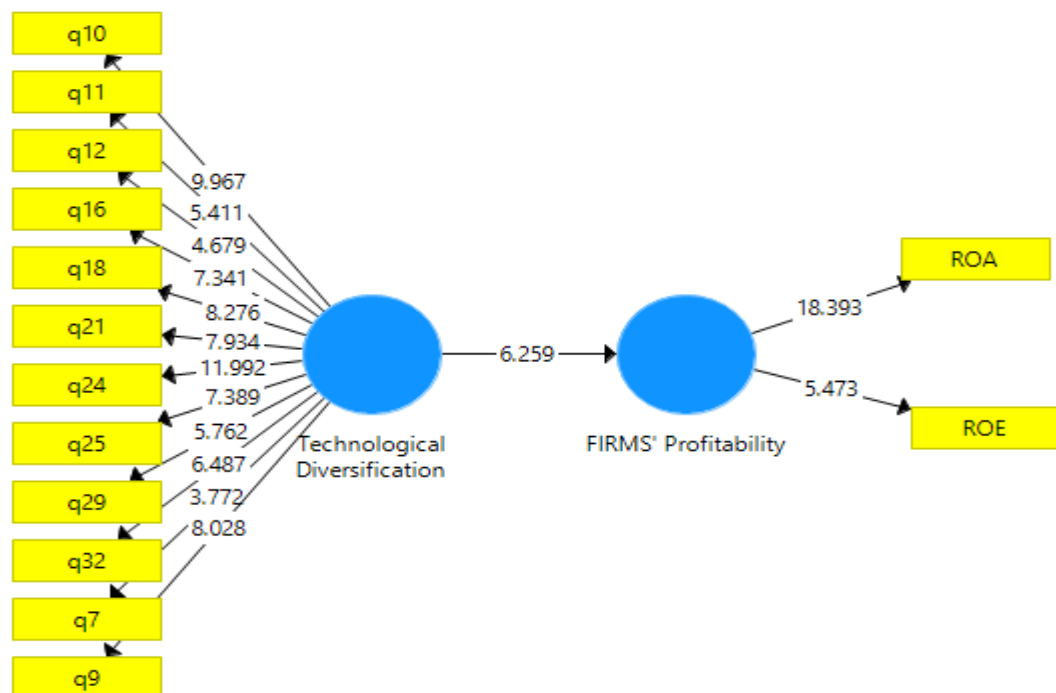 q10
q11
q12
q16
q18
q21
q24
q25
q29
q32
q7
q9
9.967
5.411
4.679
7.341
8.276
7.934
11.992
7.389
5.762
6.487
3.772
8.028
Technological
Diversification
6.259
FIRMS' Profitability
18.393
5.473
ROA
ROE